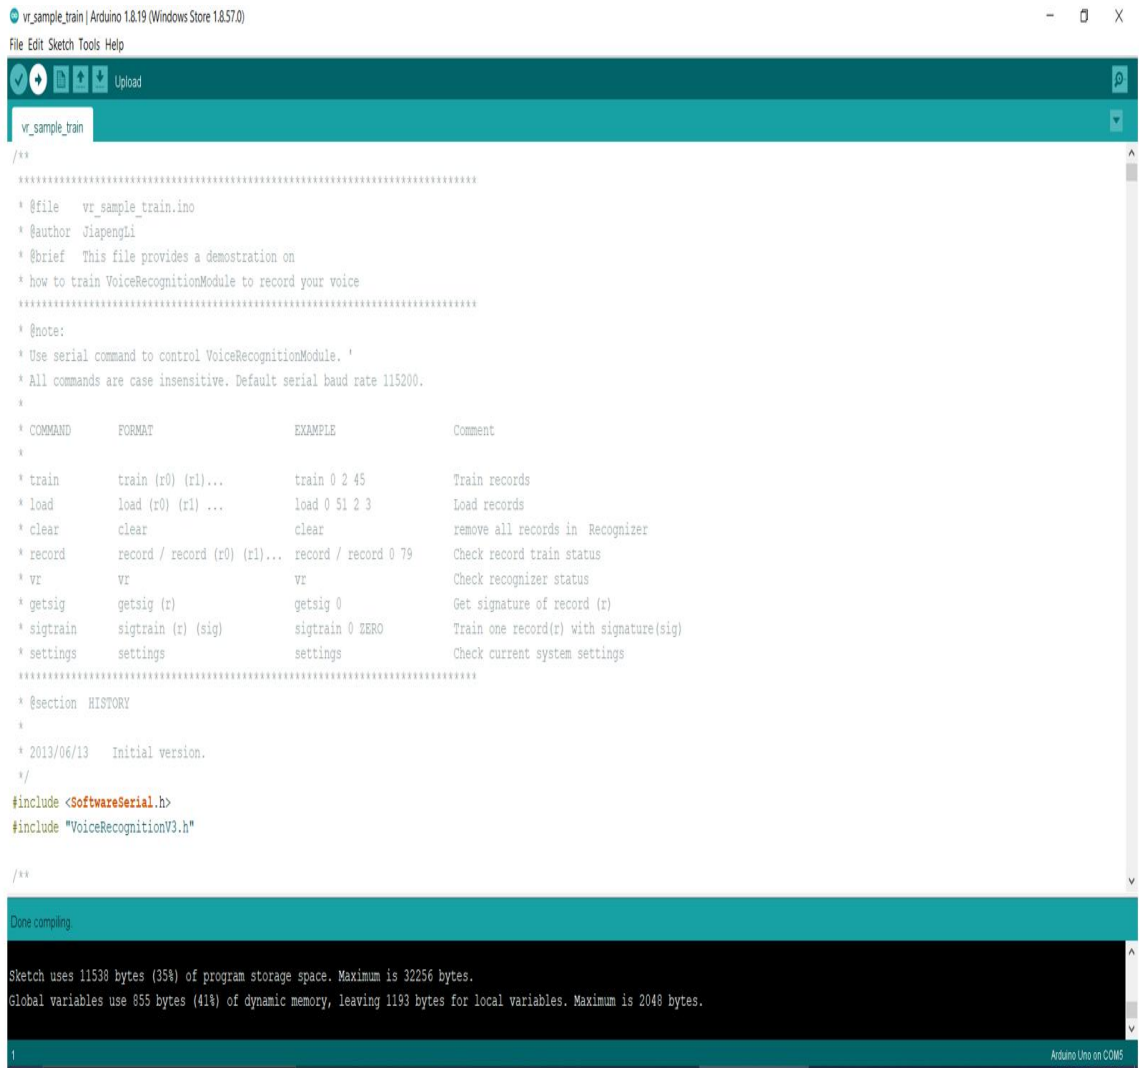 vr_sample_train | Arduino 1.8.19 (Windows Store 1.8.57.0)
File Edit Sketch Tools Help
Upload
vr_sample_train
/**
******************************************************************************
* @file    vr_sample_train.ino
* @author  JiapengLi
* @brief   This file provides a demostration on
* how to train VoiceRecognitionModule to record your voice
******************************************************************************
* @note:
* Use serial command to control VoiceRecognitionModule. '
* All commands are case insensitive. Default serial baud rate 115200.
*
* COMMAND        FORMAT                        EXAMPLE                    Comment
*
* train          train (r0) (r1)...            train 0 2 45               Train records
* load           load (r0) (r1) ...            load 0 51 2 3              Load records
* clear          clear                         clear                      remove all records in  Recognizer
* record         record / record (r0) (r1)...  record / record 0 79       Check record train status
* vr             vr                            vr                         Check recognizer status
* getsig         getsig (r)                    getsig 0                   Get signature of record (r)
* sigtrain       sigtrain (r) (sig)            sigtrain 0 ZERO            Train one record(r) with signature(sig)
* settings       settings                      settings                   Check current system settings
******************************************************************************
* @section  HISTORY
*
* 2013/06/13    Initial version.
*/
#include <SoftwareSerial.h>
#include "VoiceRecognitionV3.h"
/**
Done compiling.
Sketch uses 11538 bytes (35%) of program storage space. Maximum is 32256 bytes.
Global variables use 855 bytes (41%) of dynamic memory, leaving 1193 bytes for local variables. Maximum is 2048 bytes.
1
Arduino Uno on COM5